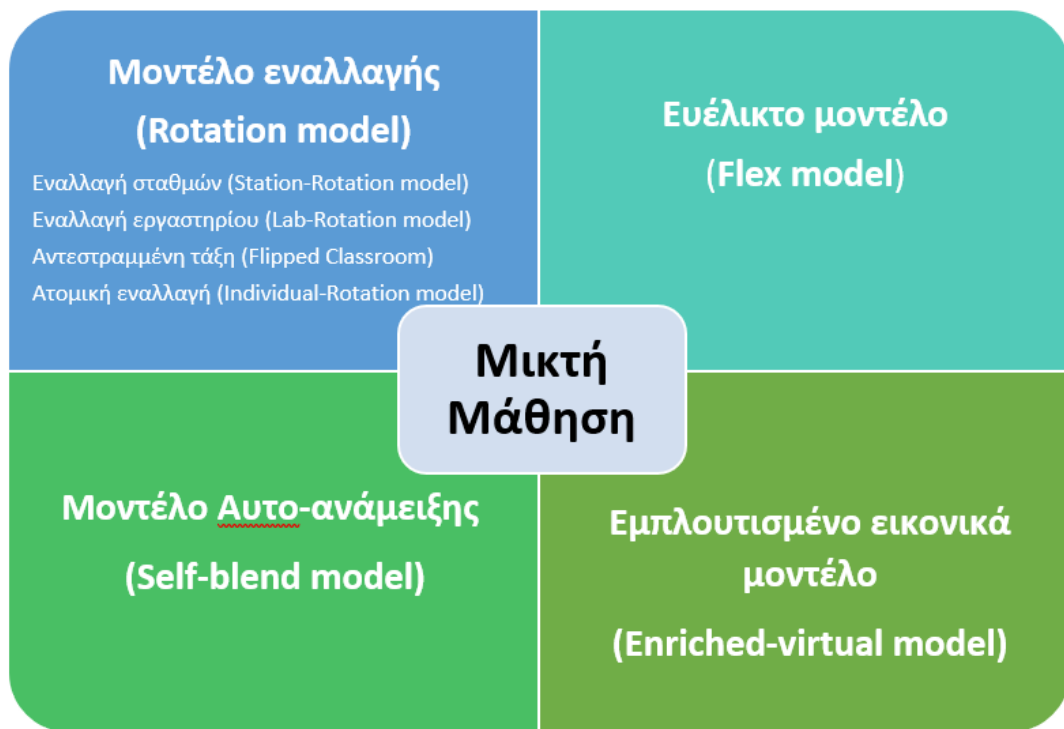 Μοντέλο εναλλαγής
(Rotation model)
Εναλλαγή σταθμών (Station-Rotation model)
Εναλλαγή εργαστηρίου (Lab-Rotation model)
Αντεστραμμένη τάξη (Flipped Classroom)
Ατομική εναλλαγή (Individual-Rotation model)
Ευέλικτο μοντέλο
(Flex model)
Μικτή
Μάθηση
Μοντέλο Αυτο-ανάμειξης
(Self-blend model)
Εμπλουτισμένο εικονικά
μοντέλο
(Enriched-virtual model)